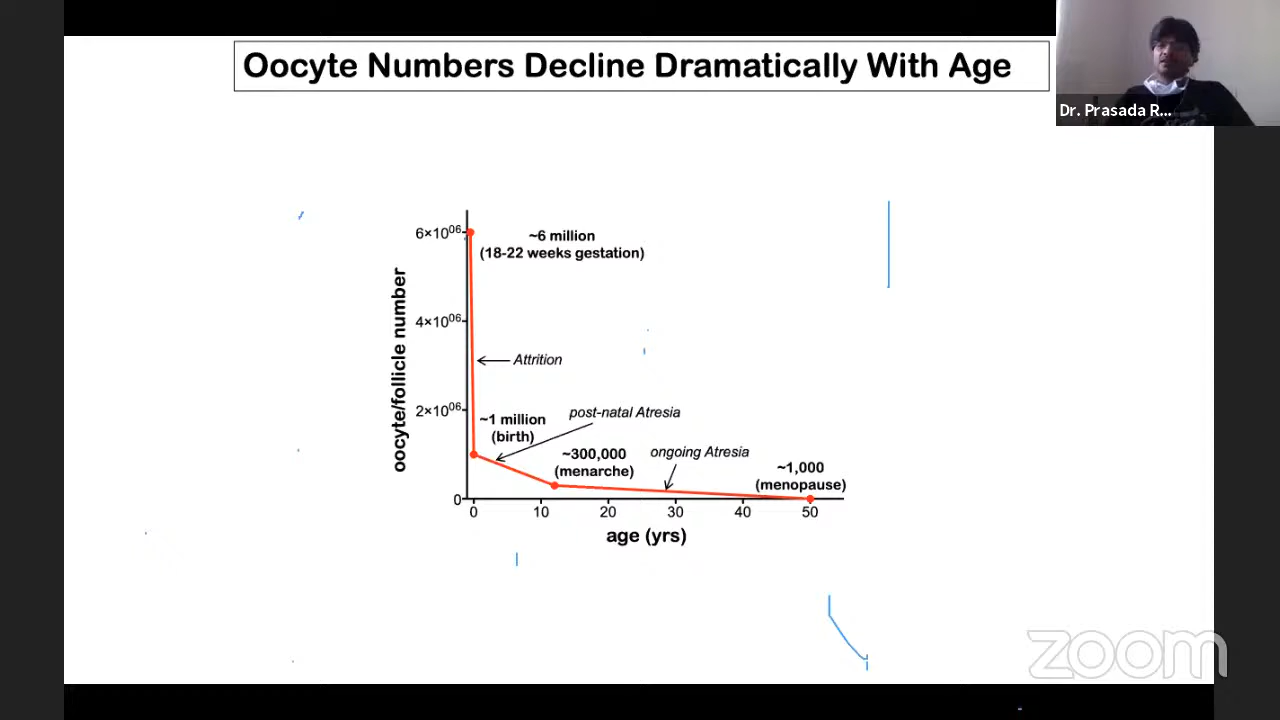 Oocyte Numbers Decline Dramatically With Age
Dr. Prasada R...
6×10⁰⁶
~6 million
(18-22 weeks gestation)
4×10⁰⁶
oocyte/follicle number
Attrition
2×10⁰⁶
~1 million
(birth)
post-natal Atresia
~300,000
(menarche)
ongoing Atresia
~1,000
(menopause)
0
0 10 20 30 40 50
age (yrs)
zoom